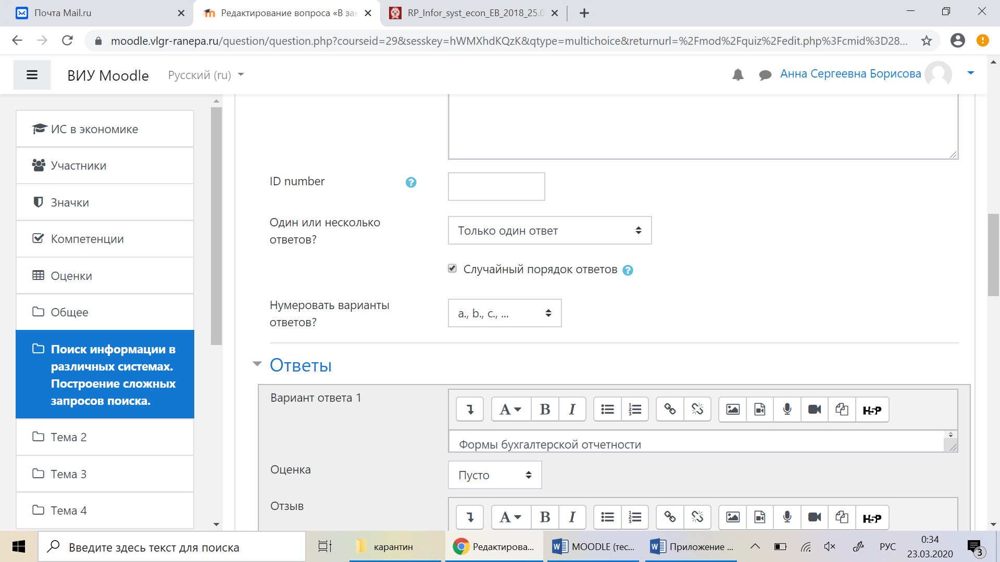 Почта Mail.ru
Редактирование вопроса «В зак
RP_Infor_syst_econ_EB_2018_25.0
moodle.vlgr-ranepa.ru/question/question.php?courseid=29&sesskey=hWMXhdKQzK&qtype=multichoice&returnurl=%2Fmod%2Fquiz%2Fedit.php%3Fcmid%3D28...
ВИУ Moodle
Русский (ru)
Анна Сергеевна Борисова
ИС в экономике
Участники
Значки
Компетенции
Оценки
Общее
Поиск информации в
различных системах.
Построение сложных
запросов поиска.
Тема 2
Тема 3
Тема 4
ID number
Один или несколько
ответов?
Только один ответ
Случайный порядок ответов
Нумеровать варианты
ответов?
a., b., c., ...
Ответы
Вариант ответа 1
A B I
H5P
Формы бухгалтерской отчетности
Оценка
Пусто
Отзыв
A B I
H5P
Введите здесь текст для поиска
карантин
Редактирова...
MOODLE (тес...
Приложение ...
РУС
0:34
23.03.2020
3